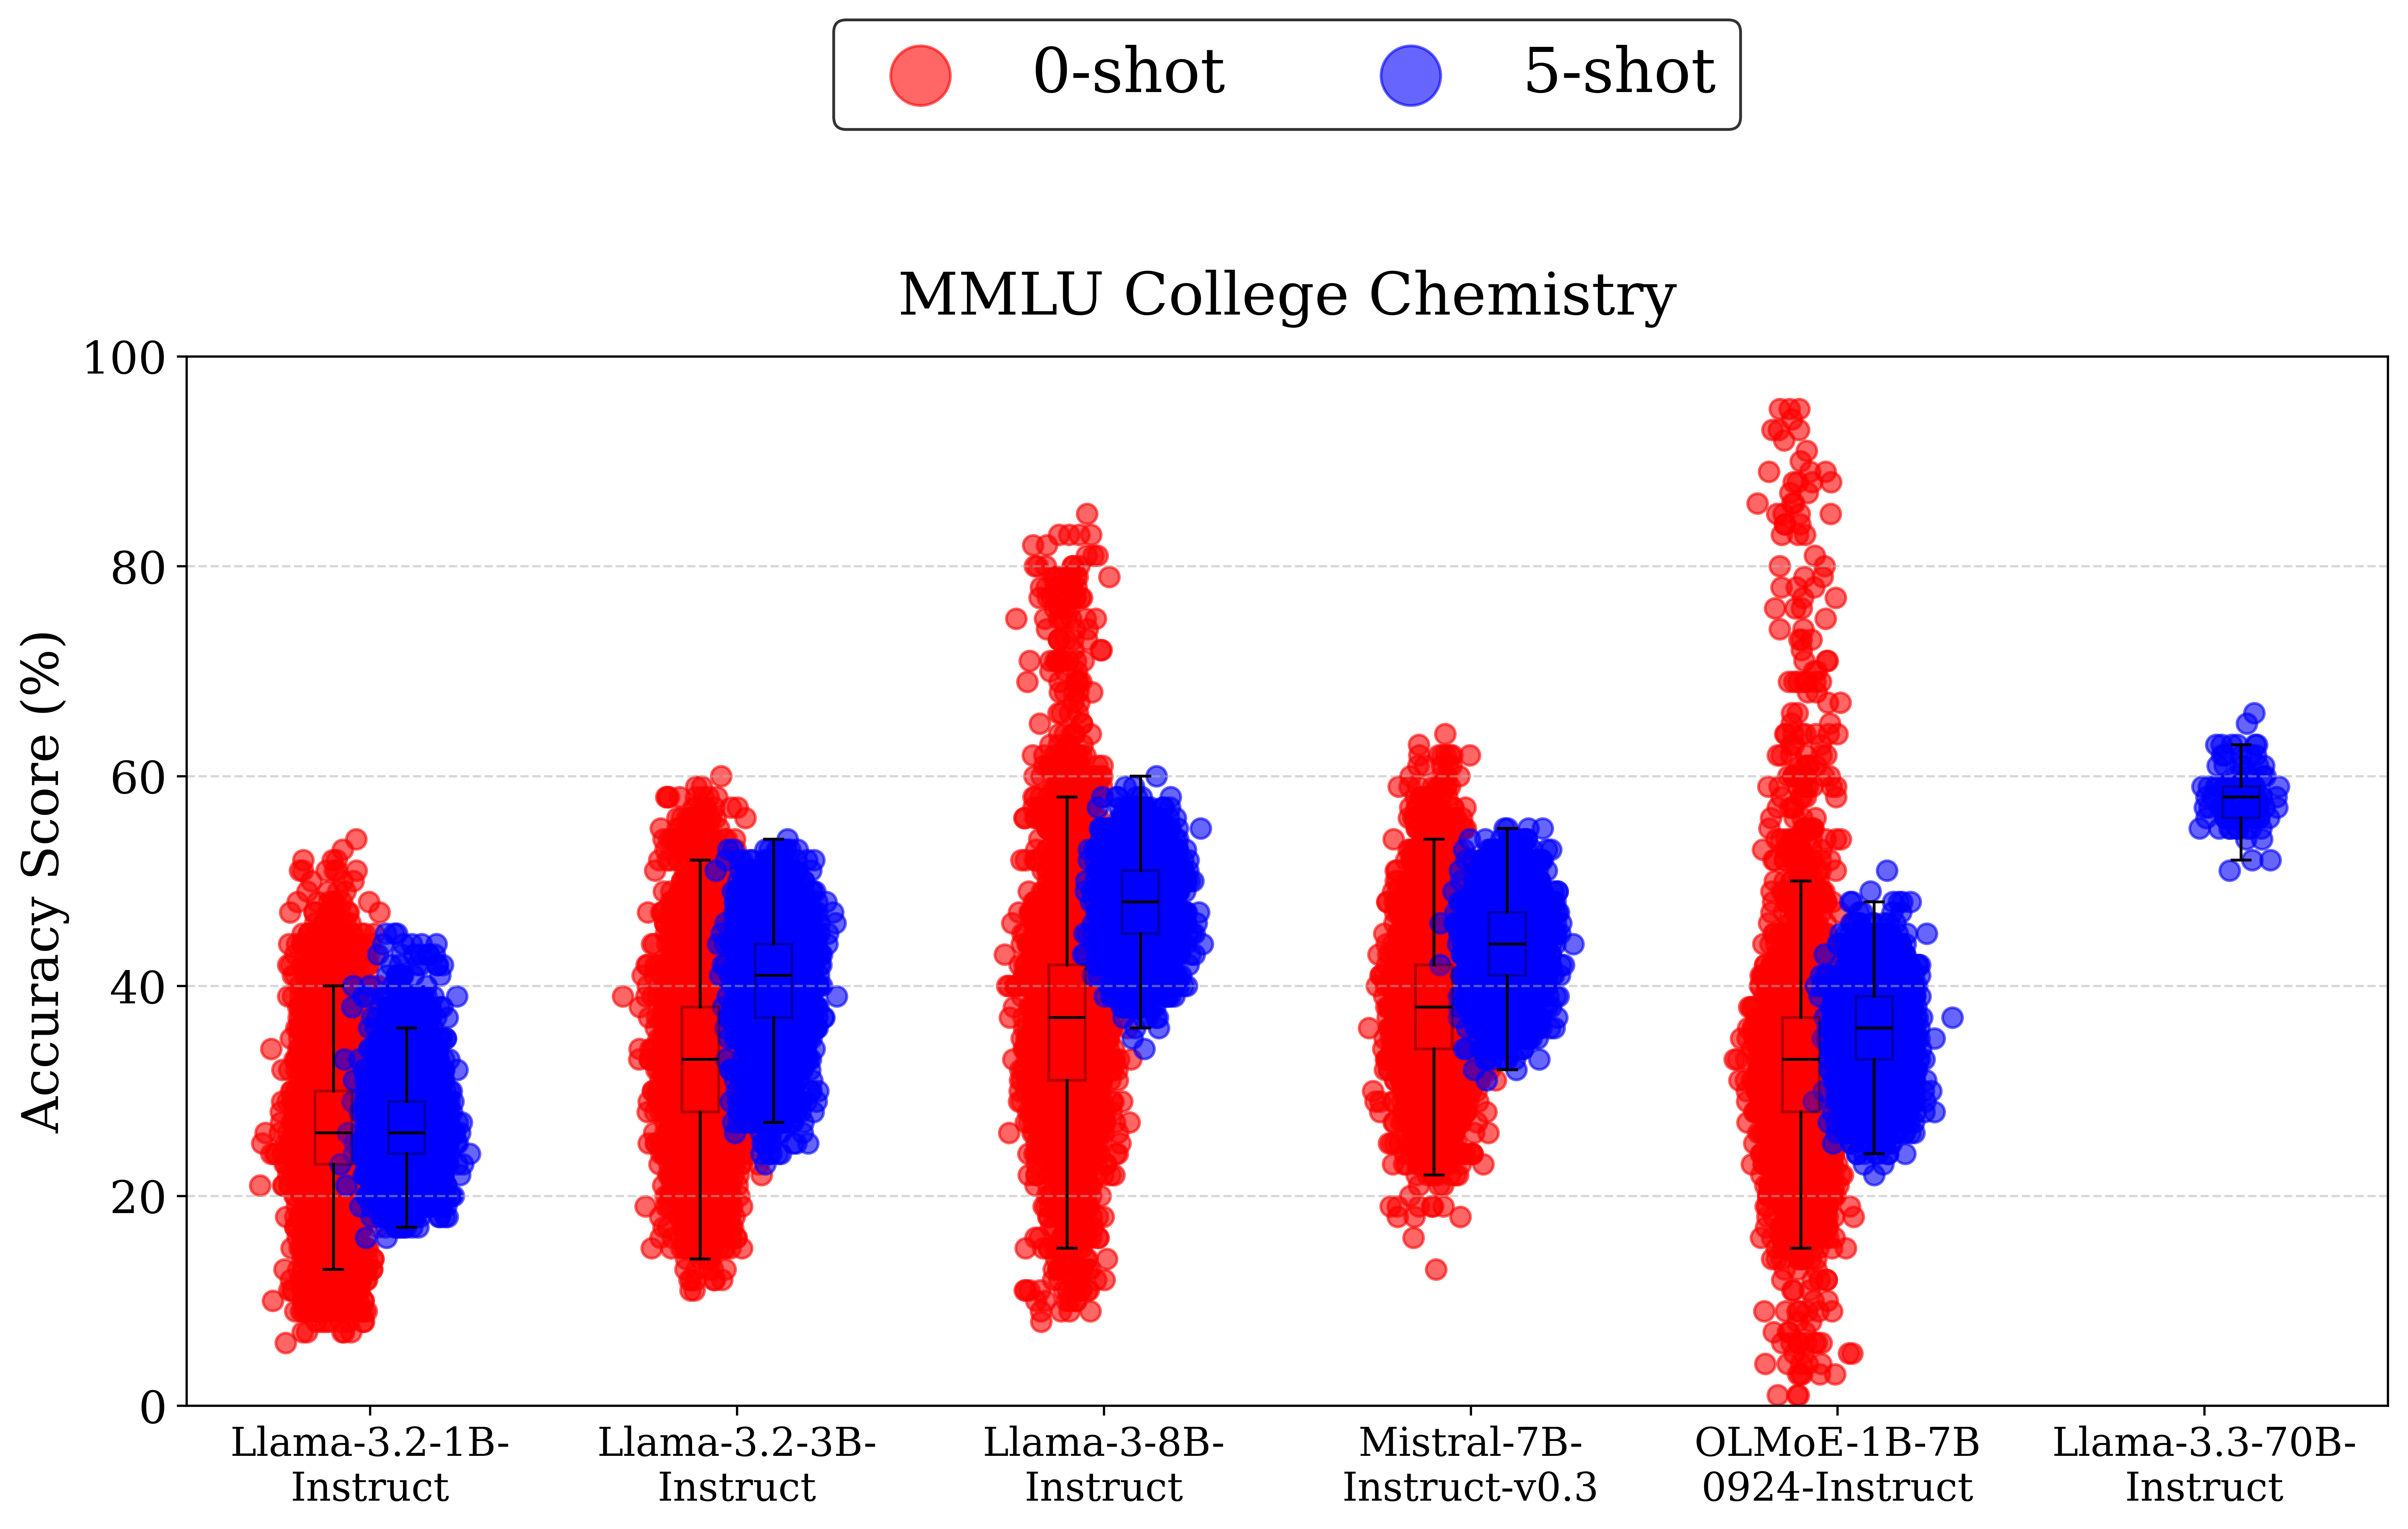 0-shot 5-shot
MMLU College Chemistry
Accuracy Score (%)
100
80
60
40
20
0
Llama-3.2-1B-
Instruct
Llama-3.2-3B-
Instruct
Llama-3-8B-
Instruct
Mistral-7B-
Instruct-v0.3
OLMoE-1B-7B
0924-Instruct
Llama-3.3-70B-
Instruct